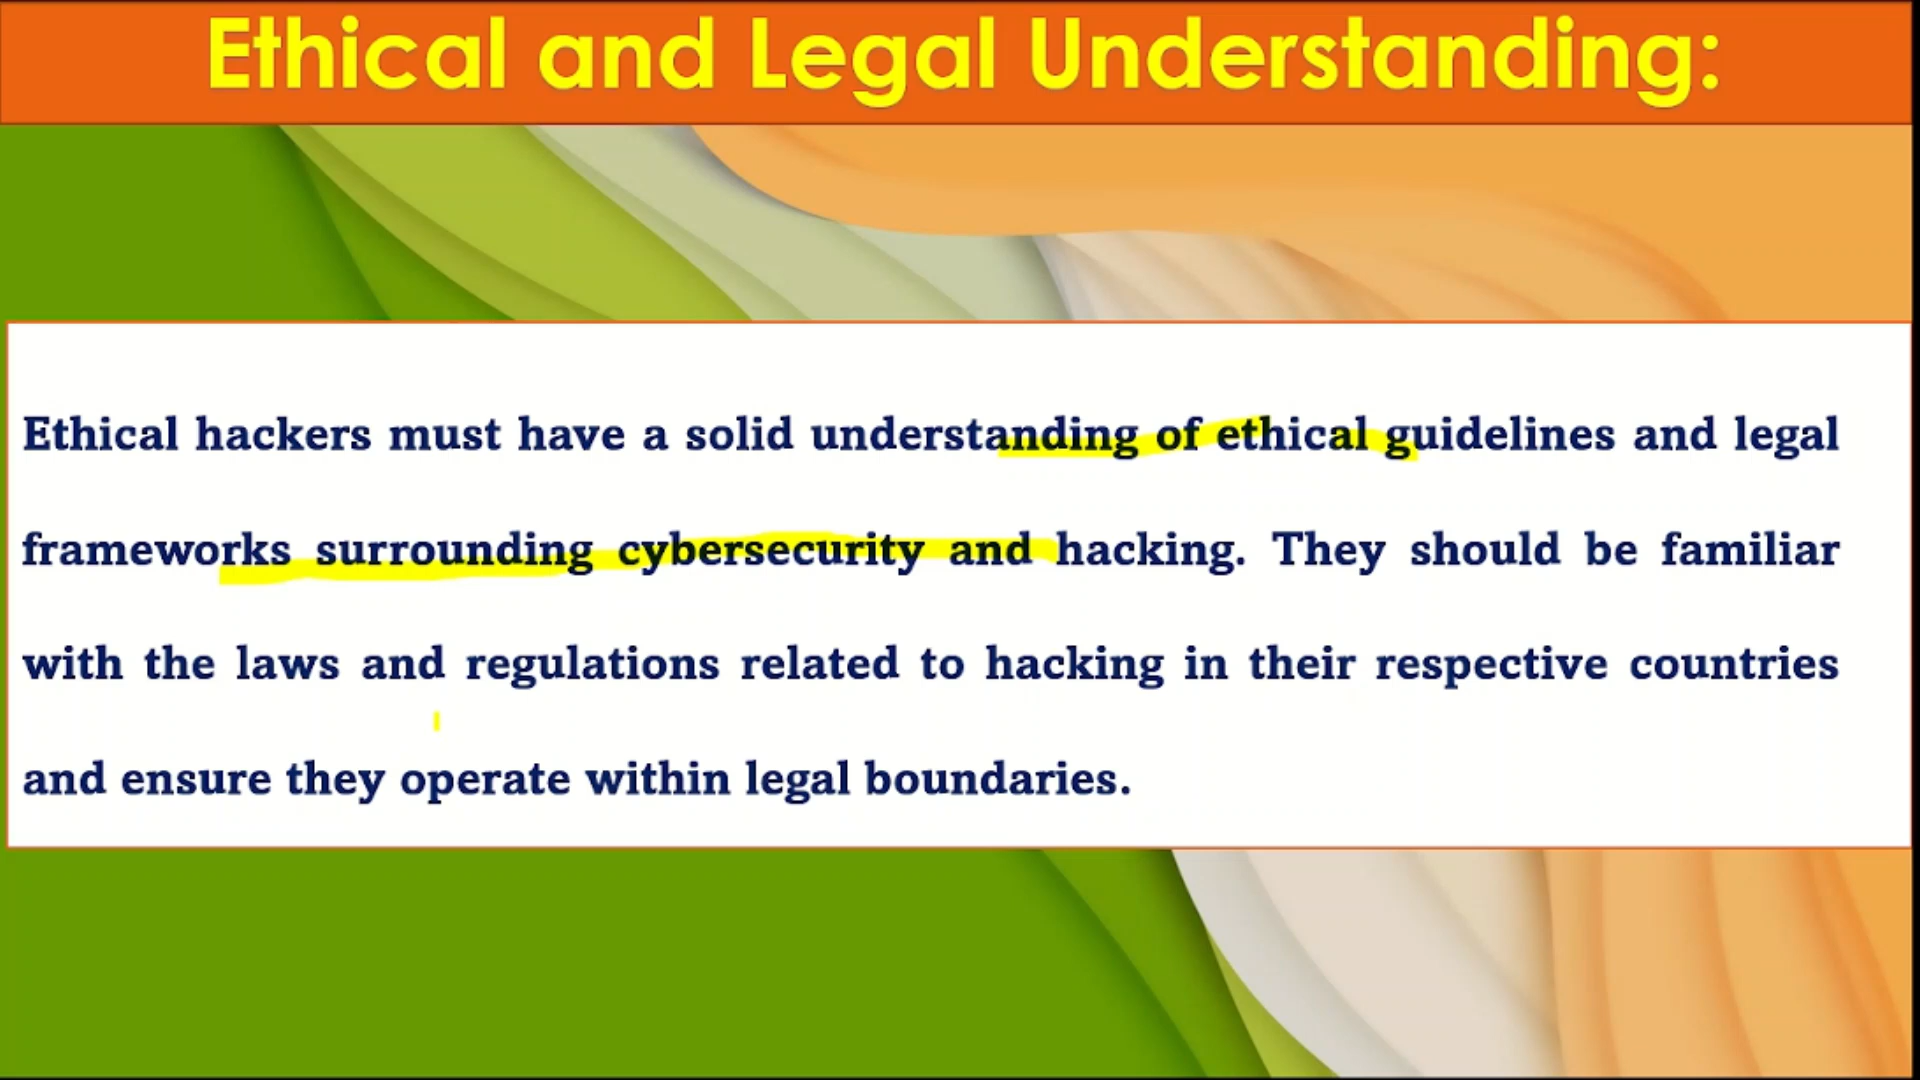 Ethical and Legal Understanding:
Ethical hackers must have a solid understanding of ethical guidelines and legal
frameworks surrounding cybersecurity and hacking. They should be familiar
with the laws and regulations related to hacking in their respective countries
and ensure they operate within legal boundaries.